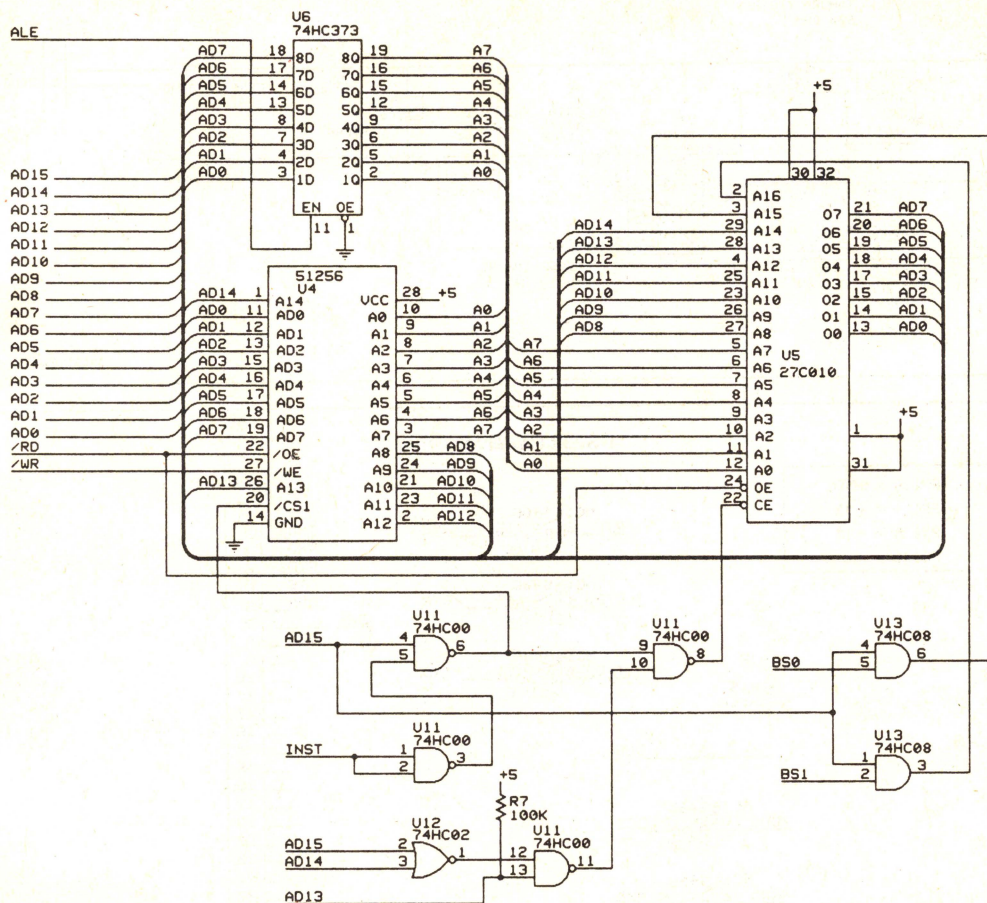 ALE
U6
74HC373
AD7 18 8D 8Q 19 A7
AD6 17 7D 7Q 16 A6
AD5 14 6D 6Q 15 A5
AD4 13 5D 5Q 12 A4
AD3 8 4D 4Q 9 A3
AD2 7 3D 3Q 6 A2
AD1 4 2D 2Q 5 A1
AD0 3 1D 1Q 2 A0
EN OE
11 1
AD15
AD14
AD13
AD12
AD11
AD10
AD9
AD8
AD7
AD6
AD5
AD4
AD3
AD2
AD1
AD0
/RD
/WR
51256
U4
AD14 1 A14 VCC 28 +5
AD0 11 AD0 A0 10 A0
AD1 12 AD1 A1 9 A1
AD2 13 AD2 A2 8 A2
AD3 15 AD3 A3 7 A3
AD4 16 AD4 A4 6 A4
AD5 17 AD5 A5 5 A5
AD6 18 AD6 A6 4 A6
AD7 19 AD7 A7 3 A7
22 /OE A8 25 AD8
27 /WE A9 24 AD9
AD13 26 A13 A10 21 AD10
20 /CS1 A11 23 AD11
14 GND A12 2 AD12
+5
30 32
2 A16
3 A15 O7 21 AD7
AD14 29 A14 O6 20 AD6
AD13 28 A13 O5 19 AD5
AD12 4 A12 O4 18 AD4
AD11 25 A11 O3 17 AD3
AD10 23 A10 O2 15 AD2
AD9 26 A9 O1 14 AD1
AD8 27 A8 O0 13 AD0
A7 5 A7
U5
27C010
A6 6 A6
A5 7 A5
A4 8 A4
A3 9 A3
A2 10 A2 1 +5
A1 11 A1
A0 12 A0 31
24 OE
22 CE
AD15
U11
74HC00
4 5 6
U11
74HC00
9 10 8
U13
74HC08
BS0
4 5 6
INST
U11
74HC00
1 2 3
U13
74HC08
BS1
1 2 3
+5
R7
100K
U12
74HC02
AD15 2
AD14 3
1
U11
74HC00
12 13 11
AD13